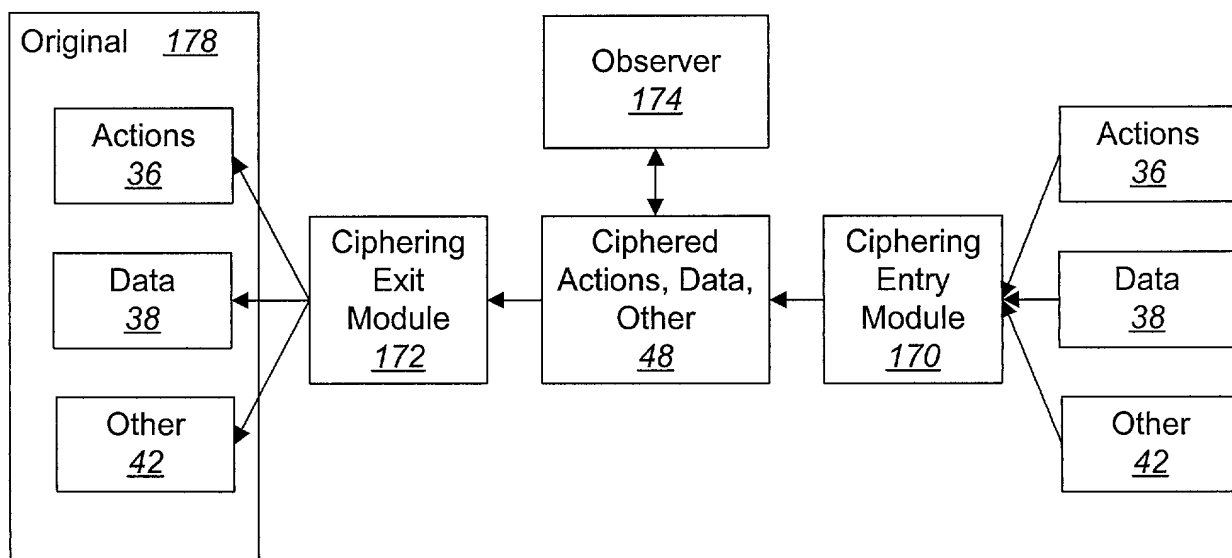 Original 178
Actions
36
Data
38
Other
42
Ciphering
Exit
Module
172
Observer
174
Ciphered
Actions, Data,
Other
48
Ciphering
Entry
Module
170
Actions
36
Data
38
Other
42